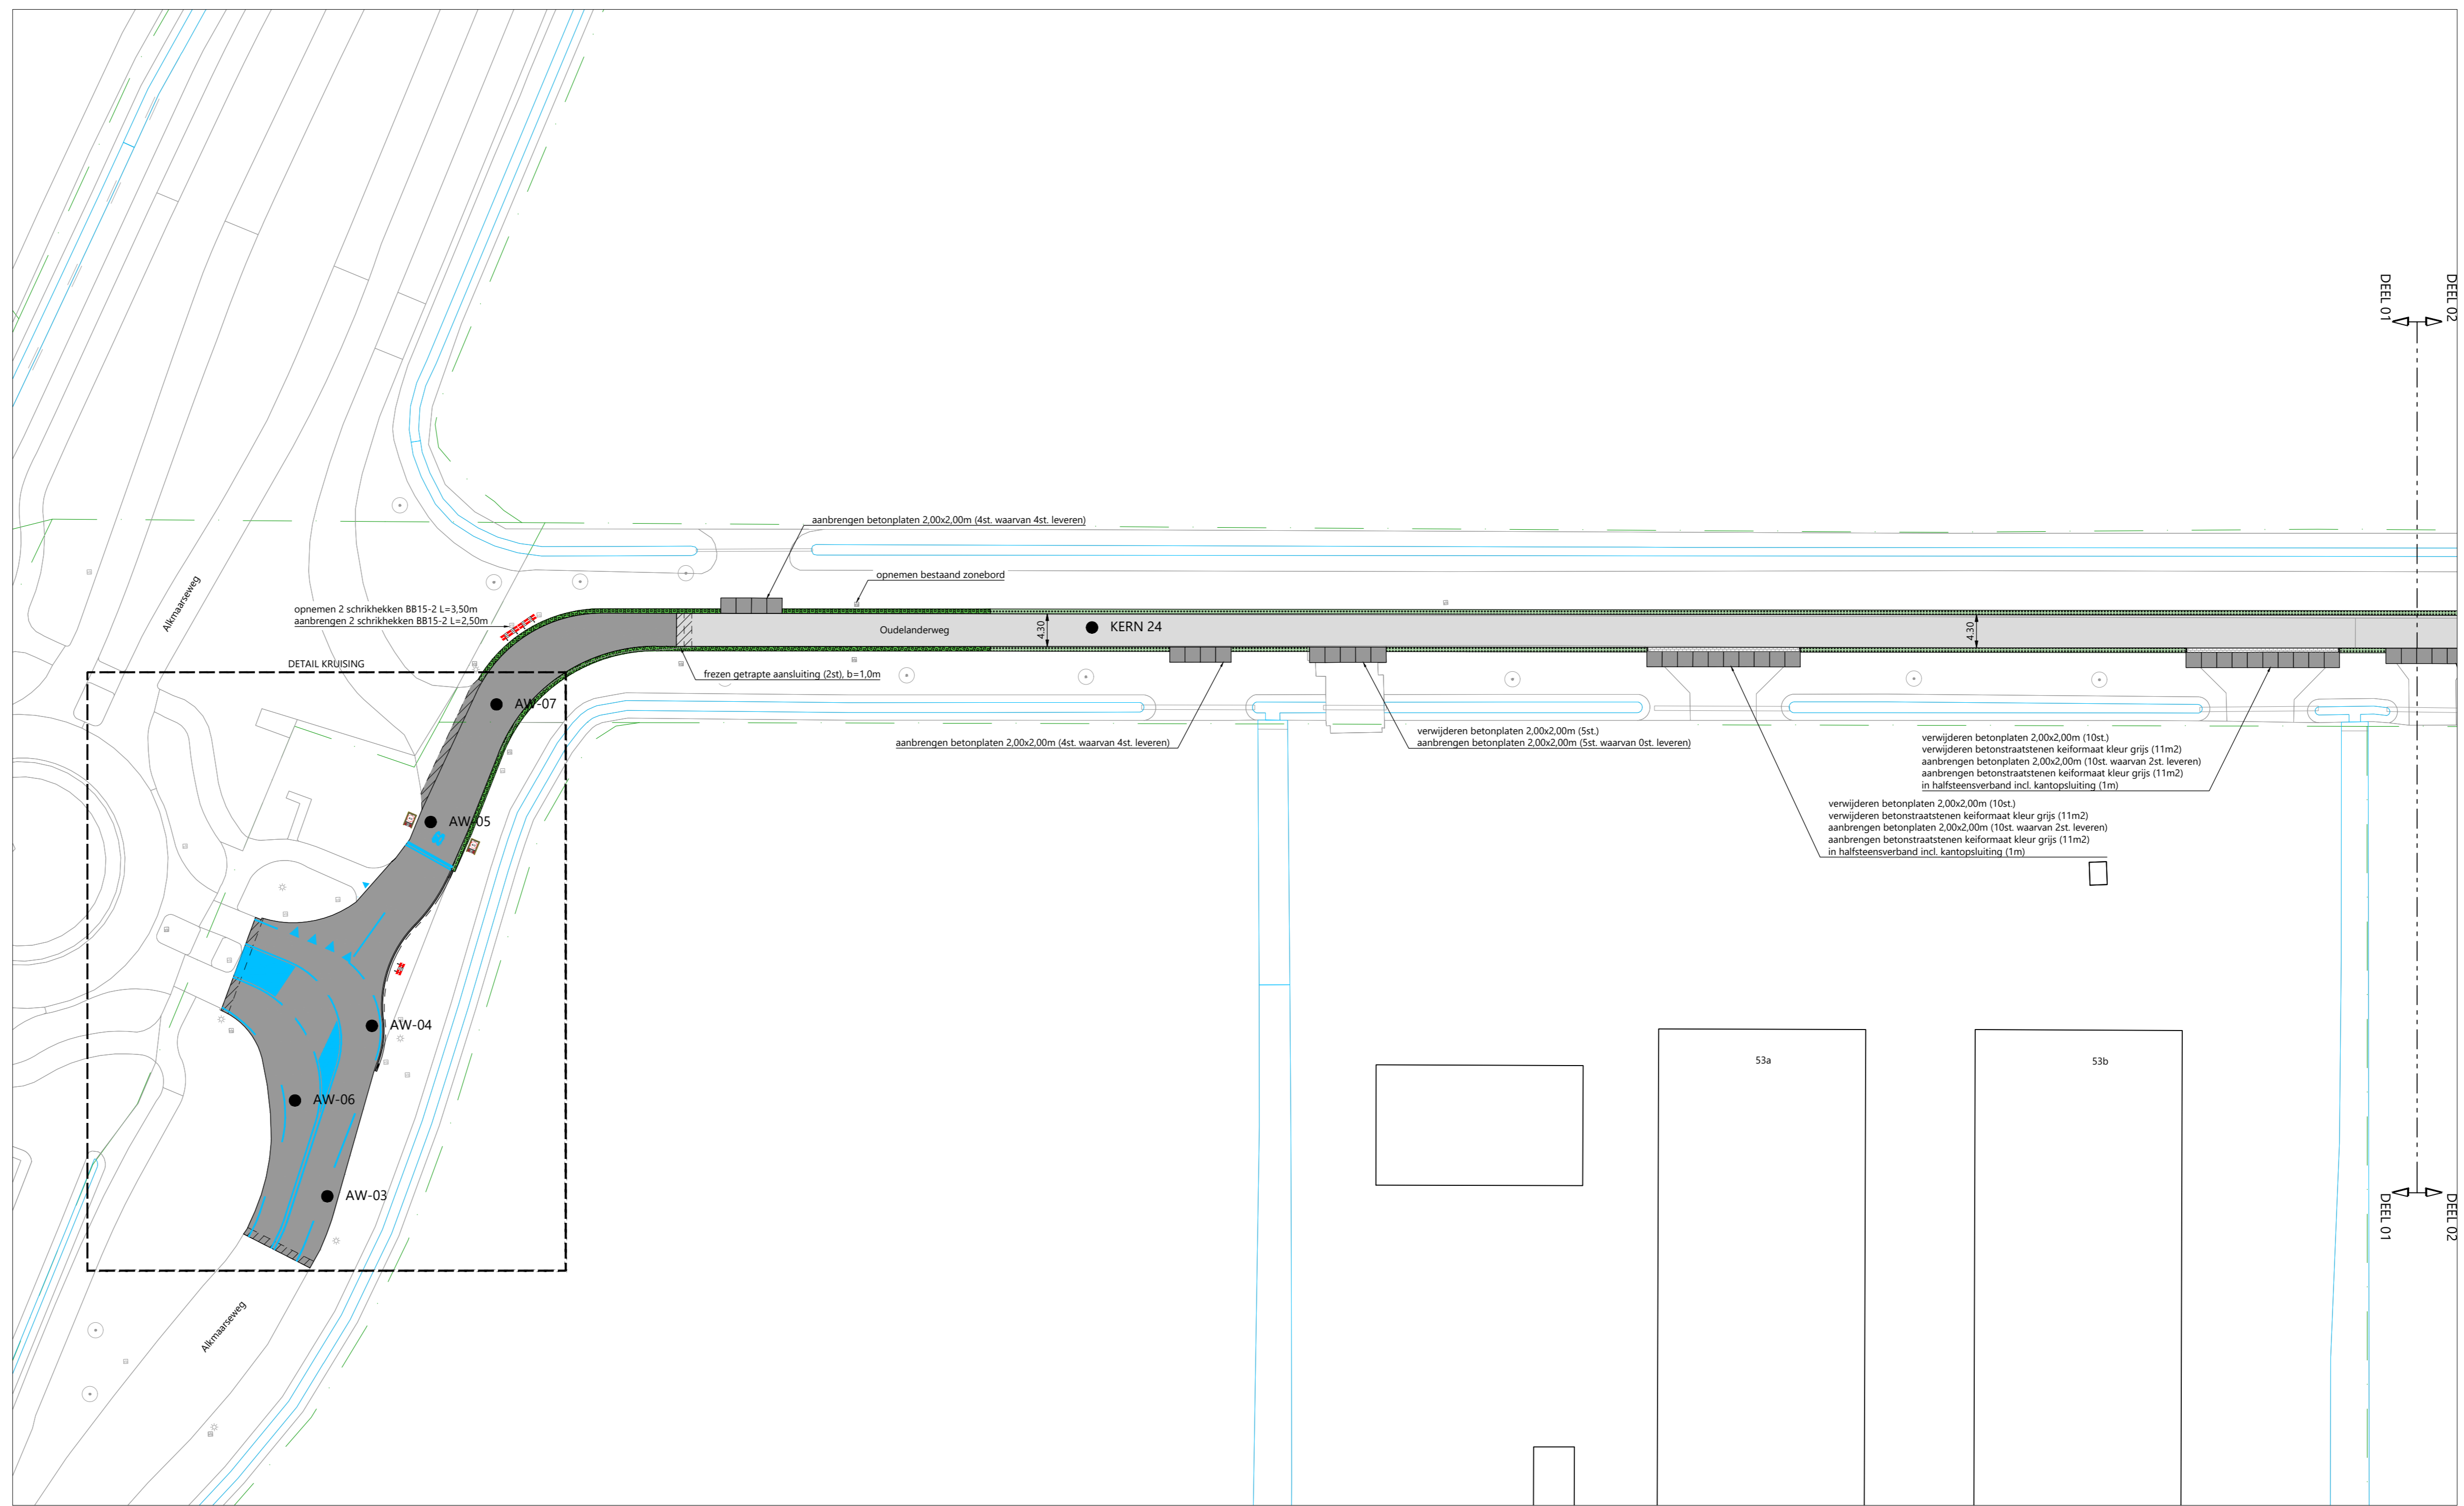 DEEL 01
DEEL 02
aanbrengen betonplaten 2,00x2,00m (4st. waarvan 4st. leveren)
opnemen bestaand zonebord
Alkmaarseweg
opnemen 2 schrikhekken BB15-2 L=3,50m
aanbrengen 2 schrikhekken BB15-2 L=2,50m
Oudelanderweg
4.30
KERN 24
4.30
DETAIL KRUISING
frezen getrapte aansluiting (2st), b=1,0m
AW-07
aanbrengen betonplaten 2,00x2,00m (4st. waarvan 4st. leveren)
verwijderen betonplaten 2,00x2,00m (5st.)
aanbrengen betonplaten 2,00x2,00m (5st. waarvan 0st. leveren)
verwijderen betonplaten 2,00x2,00m (10st.)
verwijderen betonstraatstenen keiformaat kleur grijs (11m2)
aanbrengen betonplaten 2,00x2,00m (10st. waarvan 2st. leveren)
aanbrengen betonstraatstenen keiformaat kleur grijs (11m2)
in halfsteensverband incl. kantopsluiting (1m)
verwijderen betonplaten 2,00x2,00m (10st.)
verwijderen betonstraatstenen keiformaat kleur grijs (11m2)
aanbrengen betonplaten 2,00x2,00m (10st. waarvan 2st. leveren)
aanbrengen betonstraatstenen keiformaat kleur grijs (11m2)
in halfsteensverband incl. kantopsluiting (1m)
AW-05
AW-04
53a
53b
AW-06
AW-03
DEEL 01
DEEL 02
Alkmaarseweg